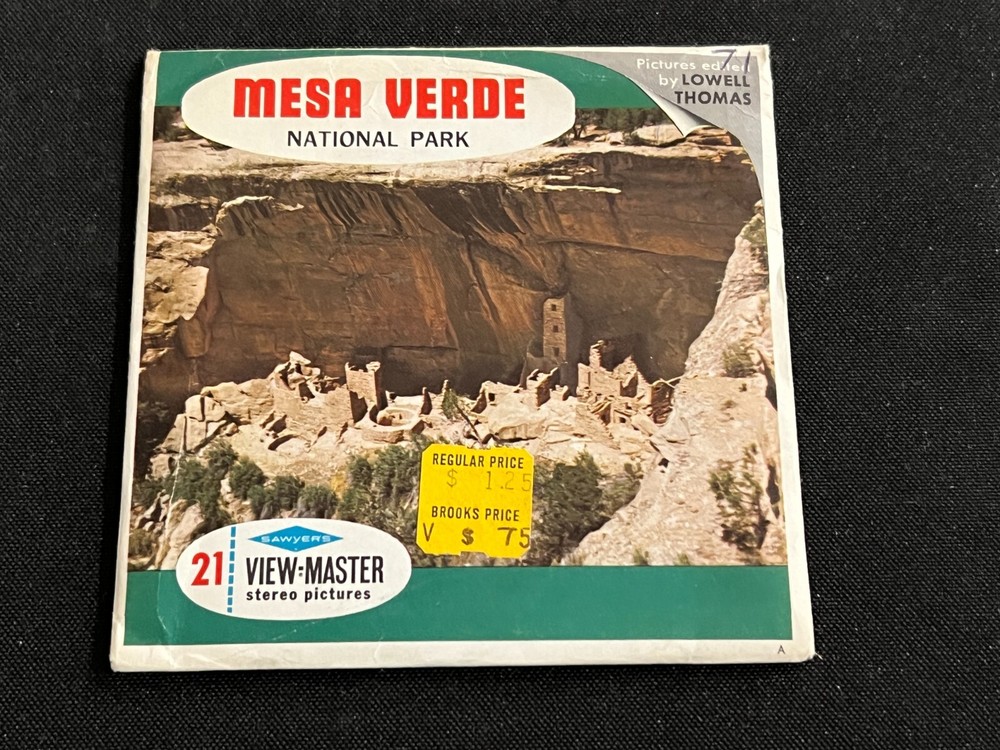 MESA VERDE
NATIONAL PARK
71
Pictures edited
by LOWELL
THOMAS
REGULAR PRICE
$ 1.25
BROOKS PRICE
V $ 75
21
SAWYER'S
VIEW-MASTER
stereo pictures
A